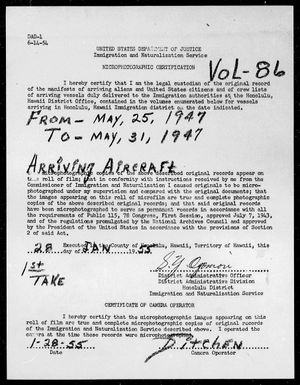 DAD-1
6-14-54
UNITED STATES DEPARTMENT OF JUSTICE
Immigration and Naturalization Service
MICROPHOTOGRAPHIC CERTIFICATION
VOL-86
I hereby certify that I am the legal custodian of the original record
of the manifests of arriving aliens and United States citizens and of crew lists
of arriving vessels duly delivered to the Immigration authorities at the Honolulu,
Hawaii District Office, contained in the volumes enumerated below for vessels
arriving in Honolulu, Hawaii Immigration district on the date indicated.
FROM- MAY, 25, 1947
TO- MAY, 31, 1947
ARRIVING AIRCRAFT
microphotographic copies of the above described original records appear on
this roll of film; that in conformity with instructions received by me from the
Commissioner of Immigration and Naturalization I caused originals to be micro-
photographed under my supervision and compared with the original documents; that
the images appearing on this roll of microfilm are true and complete photographic
copies of the above described original records; and that said records have been
microphotographed to serve as permanent records in accordance with all
the requirements of Public 115, 78 Congress, First Session, approved July 7, 1943,
and of the regulations promulgated by the National Archives Council and approved by
the President of the United States in accordance with the provisions of Section
2 of said Act.
Executed at the County of Honolulu, Hawaii, Territory of Hawaii, this
28 day of JAN 1955
1st
TAKE
District Administrative Officer
District Administrative Division
Honolulu District
Immigration and Naturalization Service
CERTIFICATE OF CAMERA OPERATOR
I hereby certify that the microphotographic images appearing on this
roll of film are true and complete microphotographic copies of original records
of the Immigration and Naturalization Service described above. I operated the
camera at the time those records were microphotographed.
1-28-55
Date
Camera Operator